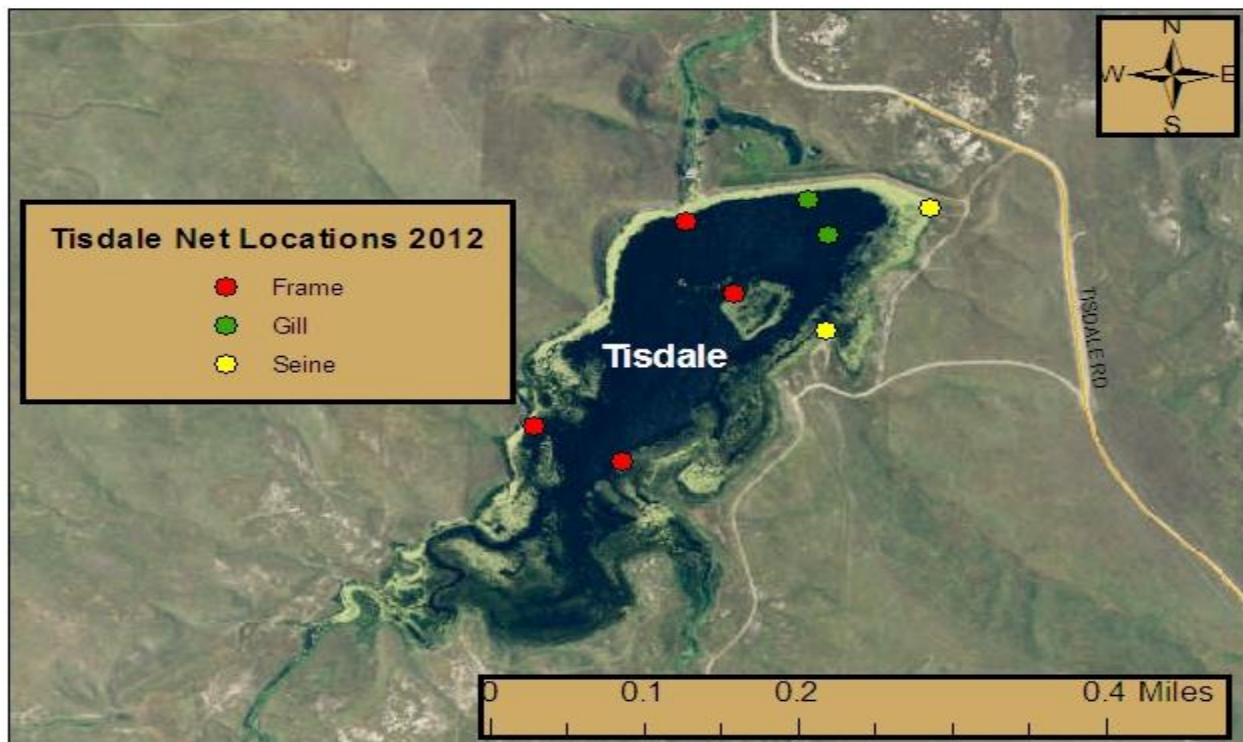 N
W E
S
Tisdale Net Locations 2012
Frame
Gill
Seine
Tisdale
TISDALE RD
0 0.1 0.2 0.4 Miles